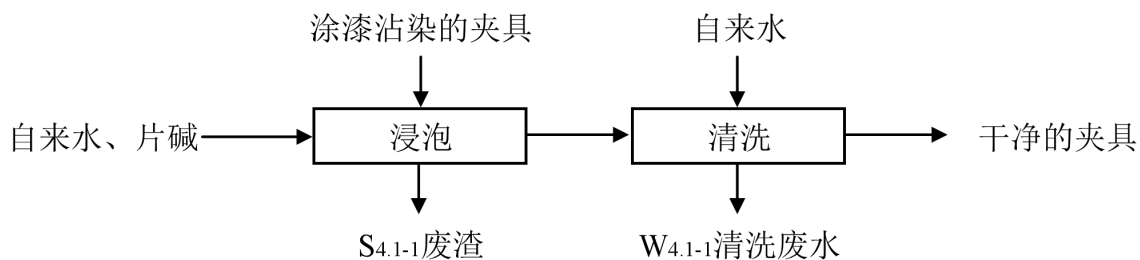 涂漆沾染的夹具
自来水
自来水、片碱
浸泡
清洗
干净的夹具
S4.1-1废渣
W4.1-1清洗废水